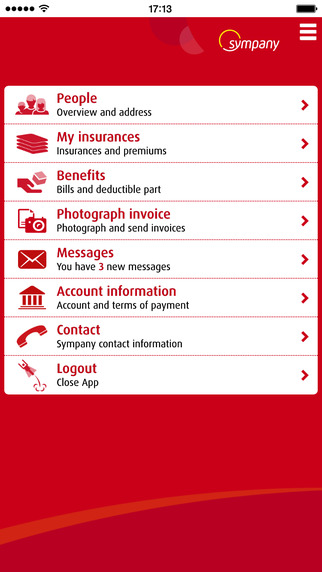 17:13
sympany
People
Overview and address
My insurances
Insurances and premiums
Benefits
Bills and deductible part
Photograph invoice
Photograph and send invoices
Messages
You have 3 new messages
Account information
Account and terms of payment
Contact
Sympany contact information
Logout
Close App